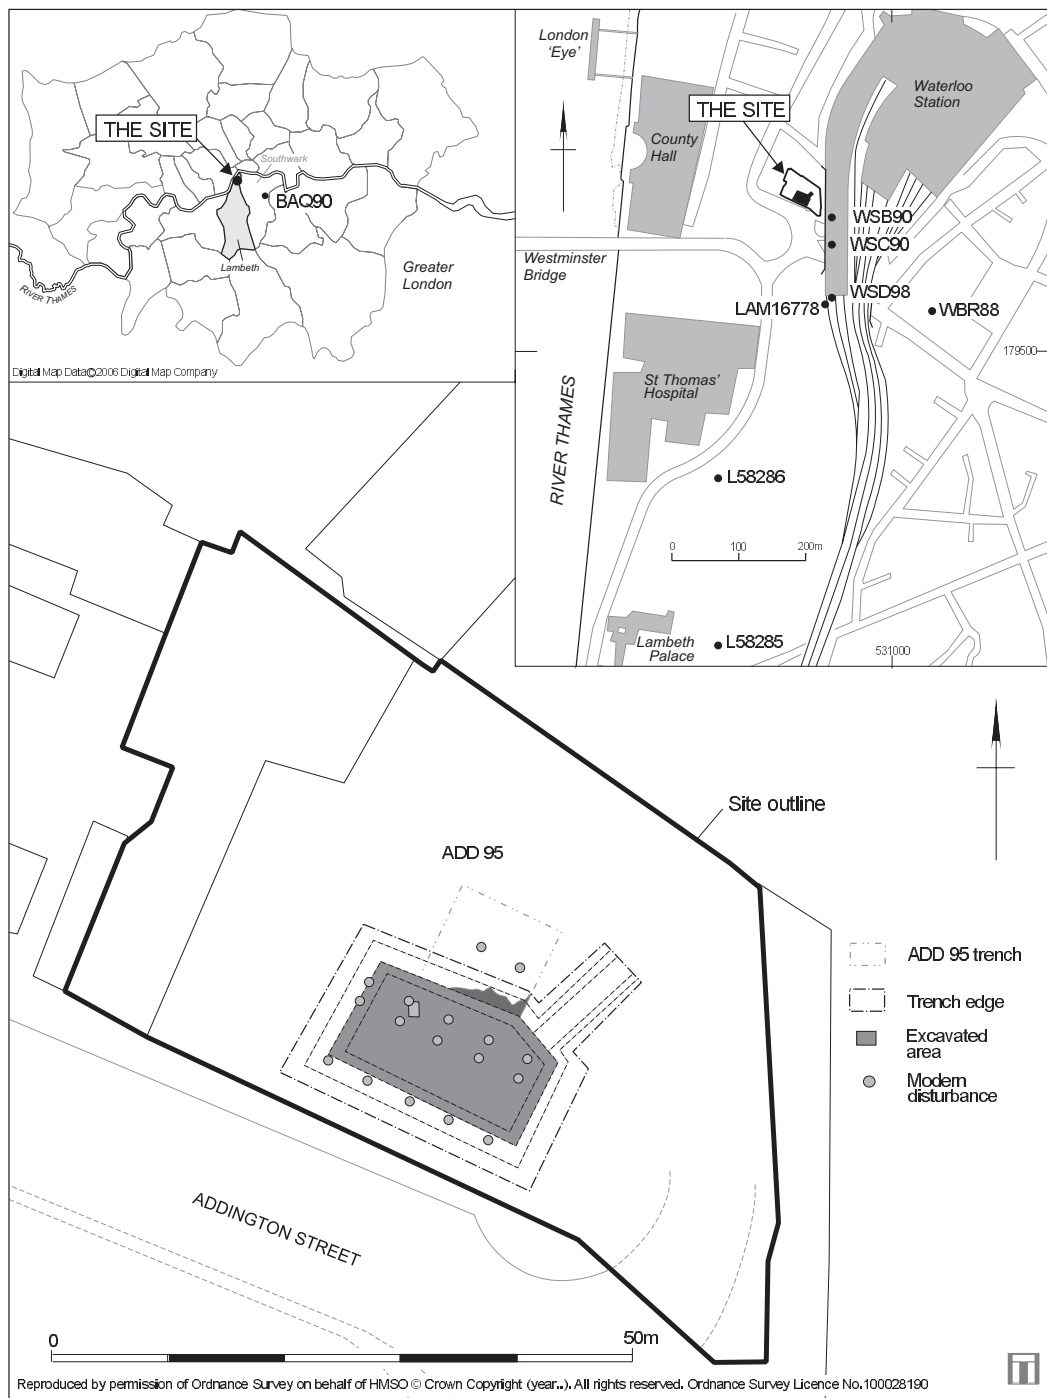 THE SITE
Southwark
BAQ90
Lambeth
Greater
London
RIVER THAMES
Digital Map Data©2006 Digital Map Company
London
'Eye'
Waterloo
Station
THE SITE
County
Hall
WSB90
WSC90
Westminster
Bridge
WSD98
LAM16778
WBR88
179500
St Thomas'
Hospital
RIVER THAMES
L58286
0 100 200m
Lambeth
Palace
L58285
531000
Site outline
ADD 95
ADD 95 trench
Trench edge
Excavated
area
Modern
disturbance
ADDINGTON STREET
0 50m
Reproduced by permission of Ordnance Survey on behalf of HMSO © Crown Copyright (year..). All rights reserved. Ordnance Survey Licence No.100028190